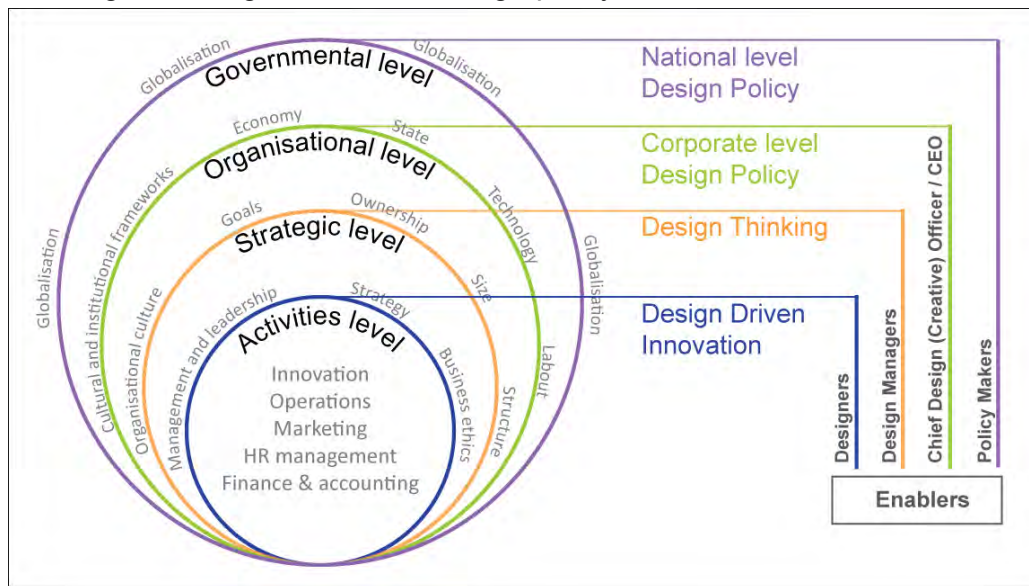 Globalisation
Globalisation
Governmental level
National level
Design Policy
Economy
State
Organisational level
Corporate level
Design Policy
Cultural and institutional frameworks
Technology
Goals
Ownership
Strategic level
Design Thinking
Globalisation
Globalisation
Organisational culture
Size
Management and leadership
Strategy
Activities level
Design Driven
Innovation
Labout
Structure
Business ethics
Innovation
Operations
Marketing
HR management
Finance & accounting
Designers
Design Managers
Chief Design (Creative) Officer / CEO
Policy Makers
Enablers